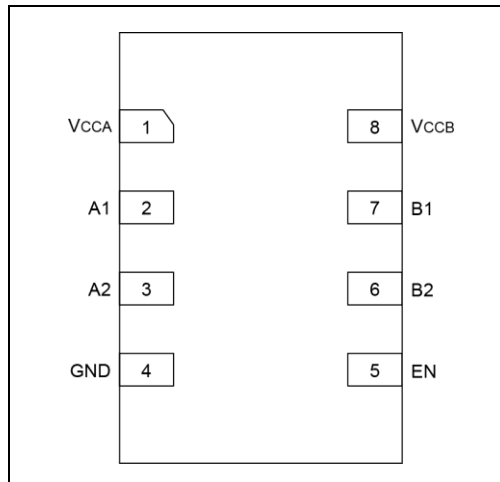 VCCA 1 8 VCCB
A1 2 7 B1
A2 3 6 B2
GND 4 5 EN